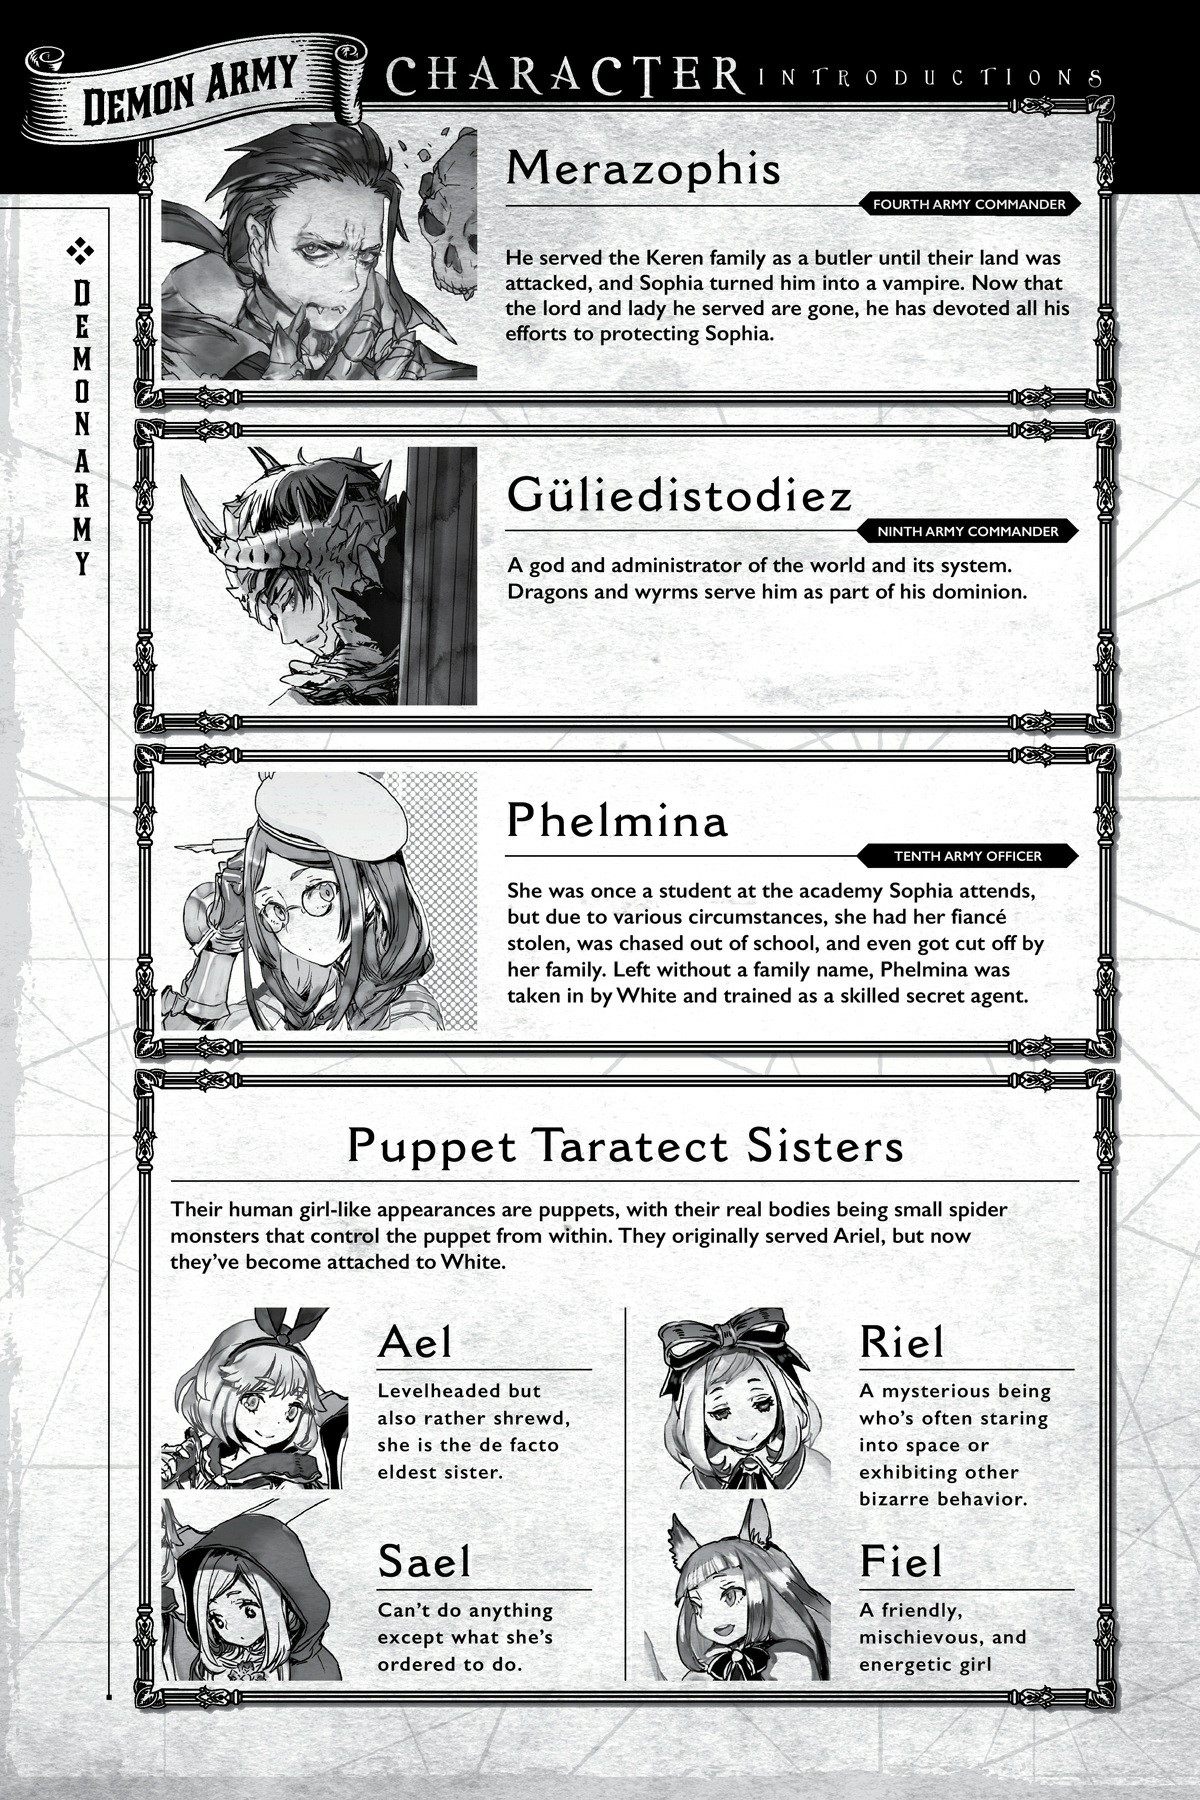 DEMON ARMY
CHARACTER INTRODUCTIONS
DEMON ARMY
Merazophis
FOURTH ARMY COMMANDER
He served the Keren family as a butler until their land was
attacked, and Sophia turned him into a vampire. Now that
the lord and lady he served are gone, he has devoted all his
efforts to protecting Sophia.
Güliedistodiez
NINTH ARMY COMMANDER
A god and administrator of the world and its system.
Dragons and wyrms serve him as part of his dominion.
Phelmina
TENTH ARMY OFFICER
She was once a student at the academy Sophia attends,
but due to various circumstances, she had her fiancé
stolen, was chased out of school, and even got cut off by
her family. Left without a family name, Phelmina was
taken in by White and trained as a skilled secret agent.
Puppet Taratect Sisters
Their human girl-like appearances are puppets, with their real bodies being small spider
monsters that control the puppet from within. They originally served Ariel, but now
they've become attached to White.
Ael
Levelheaded but
also rather shrewd,
she is the de facto
eldest sister.
Riel
A mysterious being
who's often staring
into space or
exhibiting other
bizarre behavior.
Sael
Can't do anything
except what she's
ordered to do.
Fiel
A friendly,
mischievous, and
energetic girl